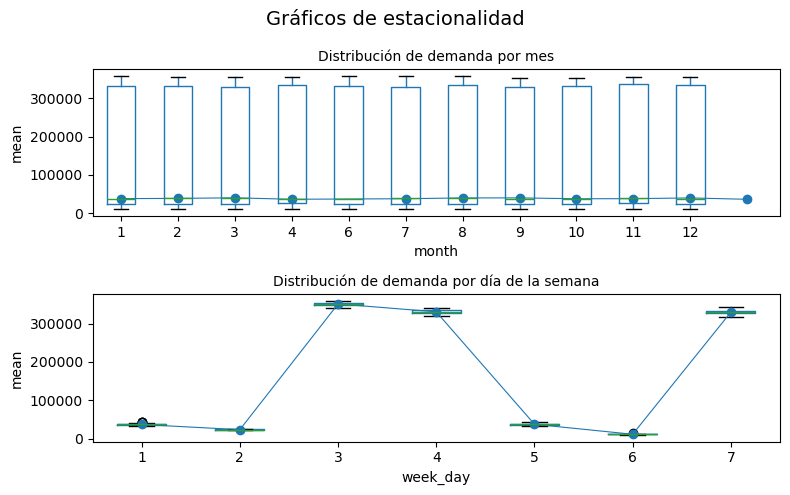 Gráficos de estacionalidad
Distribución de demanda por mes
mean
300000
200000
100000
0
1 2 3 4 6 7 8 9 10 11 12
month
Distribución de demanda por día de la semana
mean
300000
200000
100000
0
1 2 3 4 5 6 7
week_day